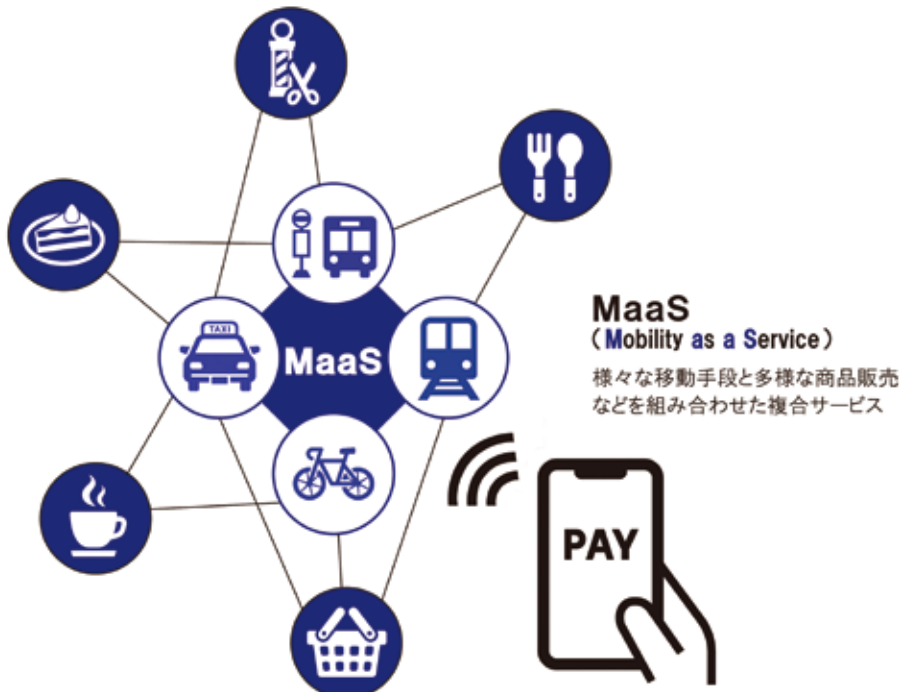 TAXI
MaaS
MaaS
(Mobility as a Service)
様々な移動手段と多様な商品販売
などを組み合わせた複合サービス
PAY